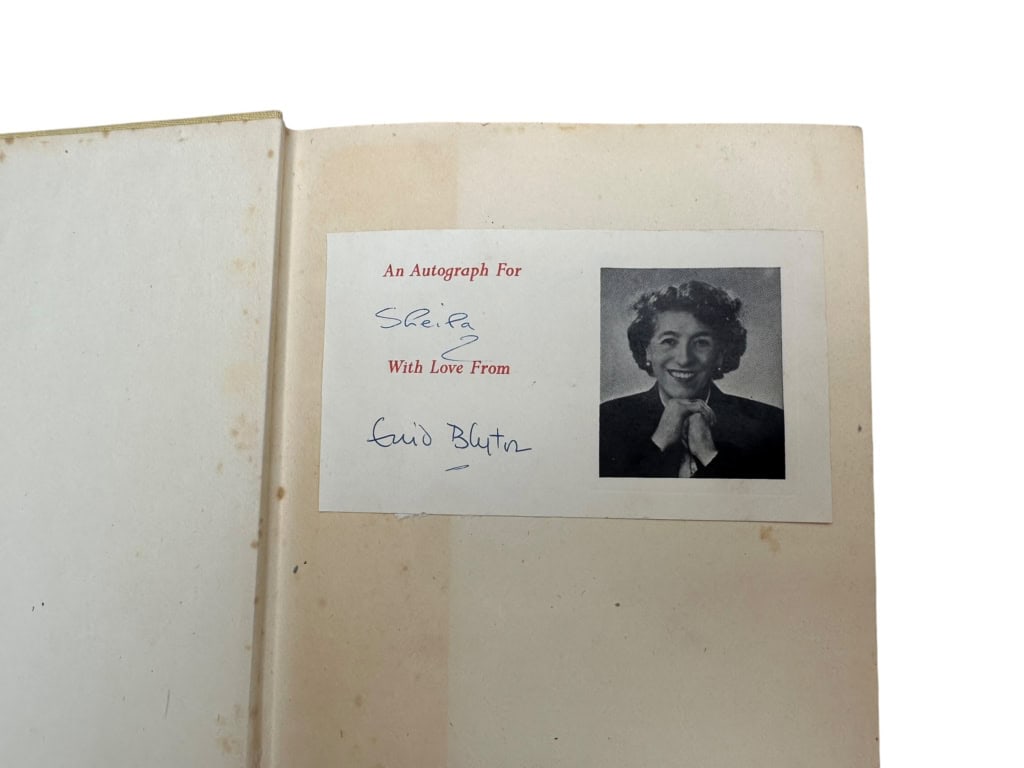 An Autograph For
Sheila
With Love From
Enid Blyton